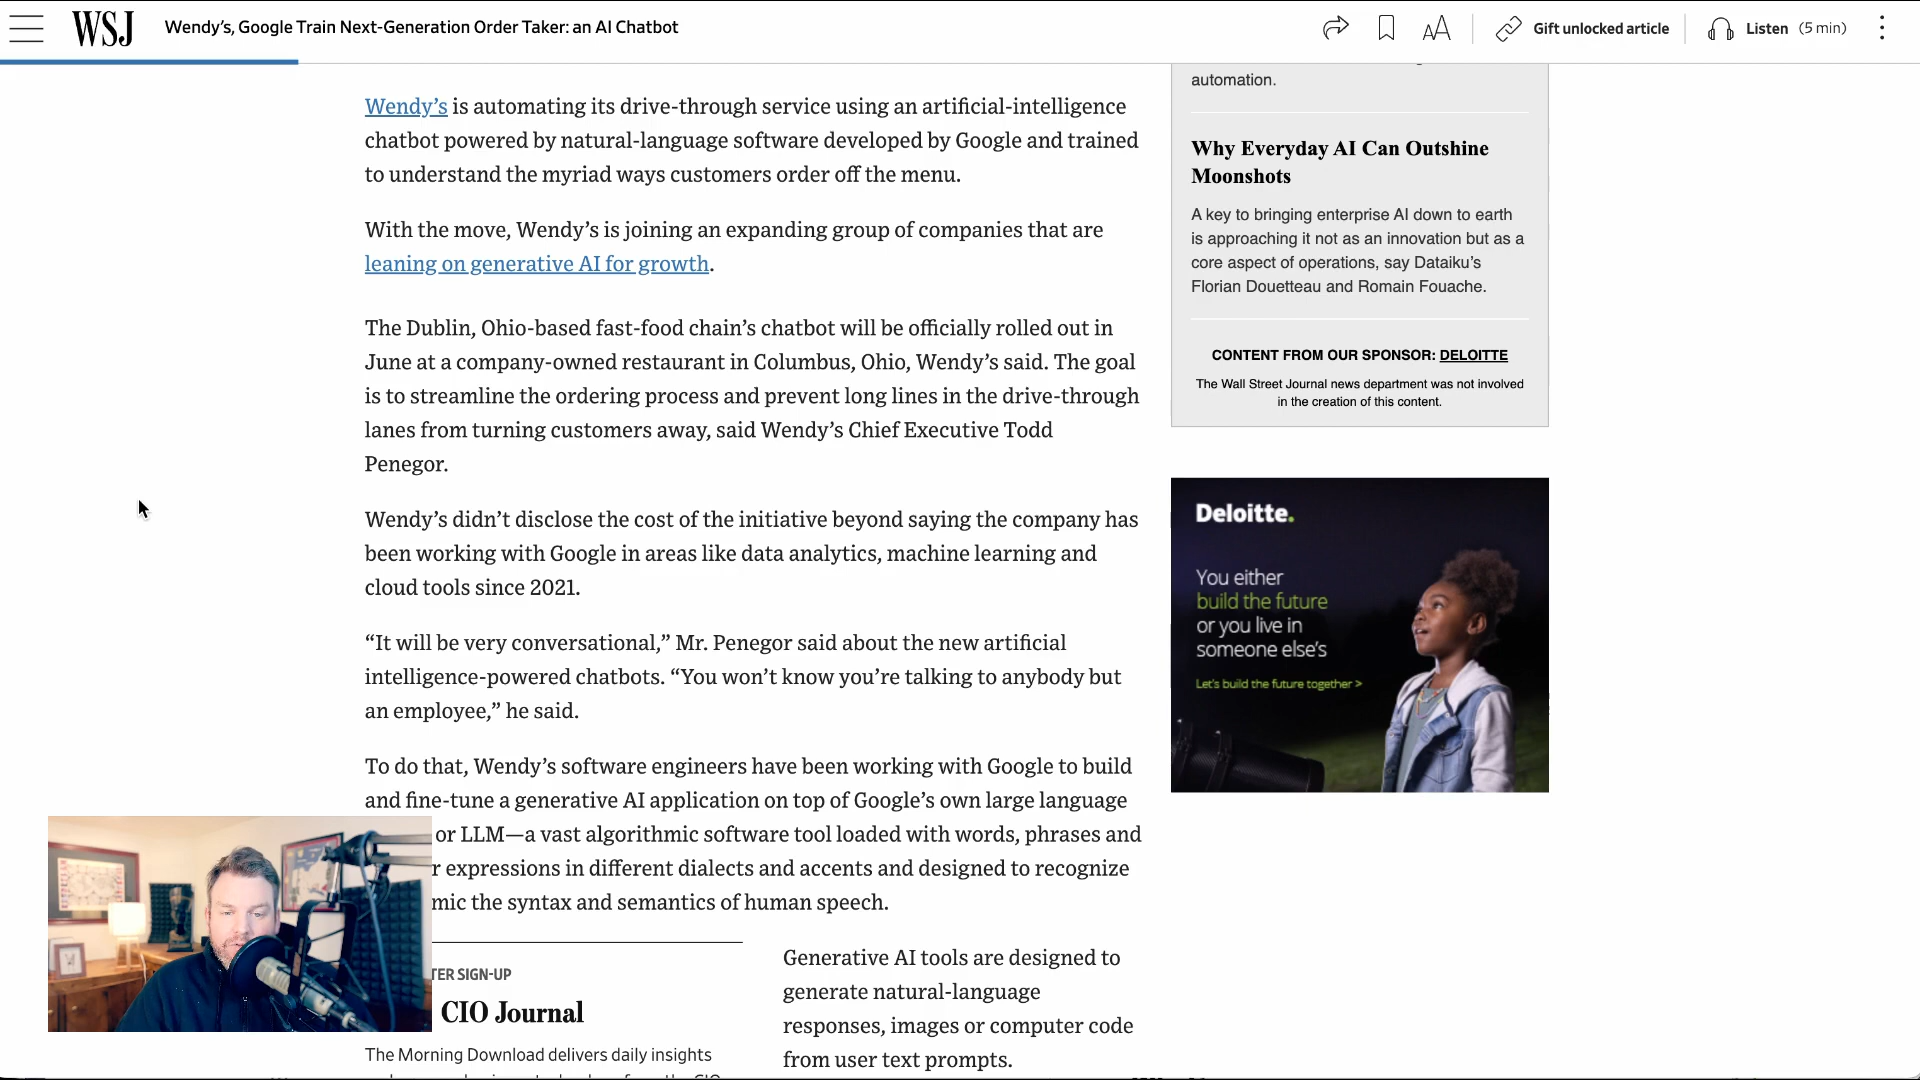 WSJ
Wendy’s, Google Train Next-Generation Order Taker: an AI Chatbot
AA
Gift unlocked article
Listen (5 min)
Wendy’s is automating its drive-through service using an artificial-intelligence
chatbot powered by natural-language software developed by Google and trained
to understand the myriad ways customers order off the menu.
With the move, Wendy’s is joining an expanding group of companies that are
leaning on generative AI for growth.
The Dublin, Ohio-based fast-food chain’s chatbot will be officially rolled out in
June at a company-owned restaurant in Columbus, Ohio, Wendy’s said. The goal
is to streamline the ordering process and prevent long lines in the drive-through
lanes from turning customers away, said Wendy’s Chief Executive Todd
Penegor.
Wendy’s didn’t disclose the cost of the initiative beyond saying the company has
been working with Google in areas like data analytics, machine learning and
cloud tools since 2021.
“It will be very conversational,” Mr. Penegor said about the new artificial
intelligence-powered chatbots. “You won’t know you’re talking to anybody but
an employee,” he said.
To do that, Wendy’s software engineers have been working with Google to build
and fine-tune a generative AI application on top of Google’s own large language
or LLM—a vast algorithmic software tool loaded with words, phrases and
r expressions in different dialects and accents and designed to recognize
mic the syntax and semantics of human speech.
TER SIGN-UP
CIO Journal
The Morning Download delivers daily insights
Generative AI tools are designed to
generate natural-language
responses, images or computer code
from user text prompts.
automation.
Why Everyday AI Can Outshine
Moonshots
A key to bringing enterprise AI down to earth
is approaching it not as an innovation but as a
core aspect of operations, say Dataiku’s
Florian Douetteau and Romain Fouache.
CONTENT FROM OUR SPONSOR: DELOITTE
The Wall Street Journal news department was not involved
in the creation of this content.
Deloitte.
You either
build the future
or you live in
someone else’s
Let’s build the future together >